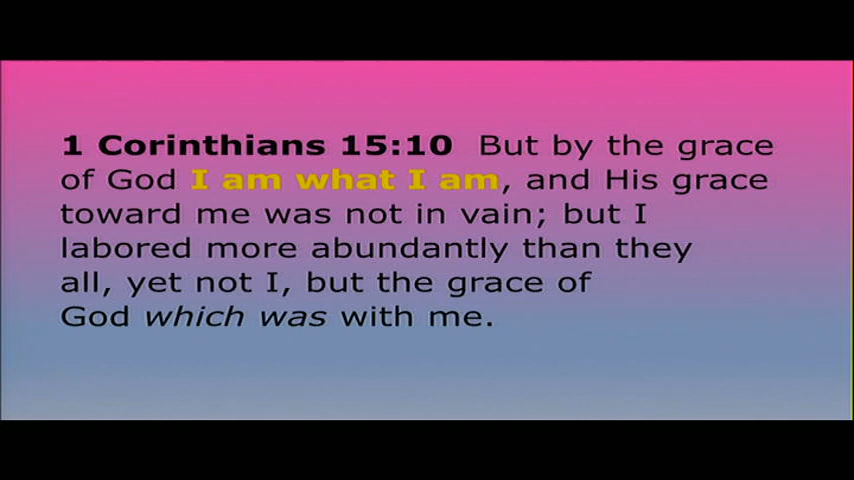 1 Corinthians 15:10 But by the grace
of God I am what I am, and His grace
toward me was not in vain; but I
labored more abundantly than they
all, yet not I, but the grace of
God which was with me.